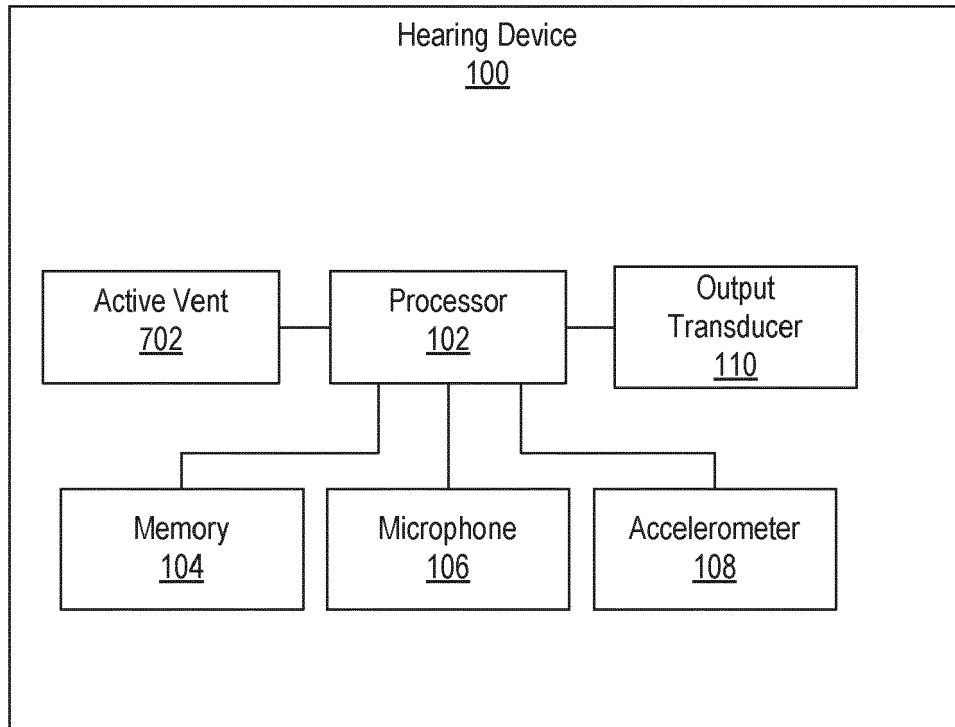 Hearing Device
100
Active Vent
702
Processor
102
Output
Transducer
110
Memory
104
Microphone
106
Accelerometer
108